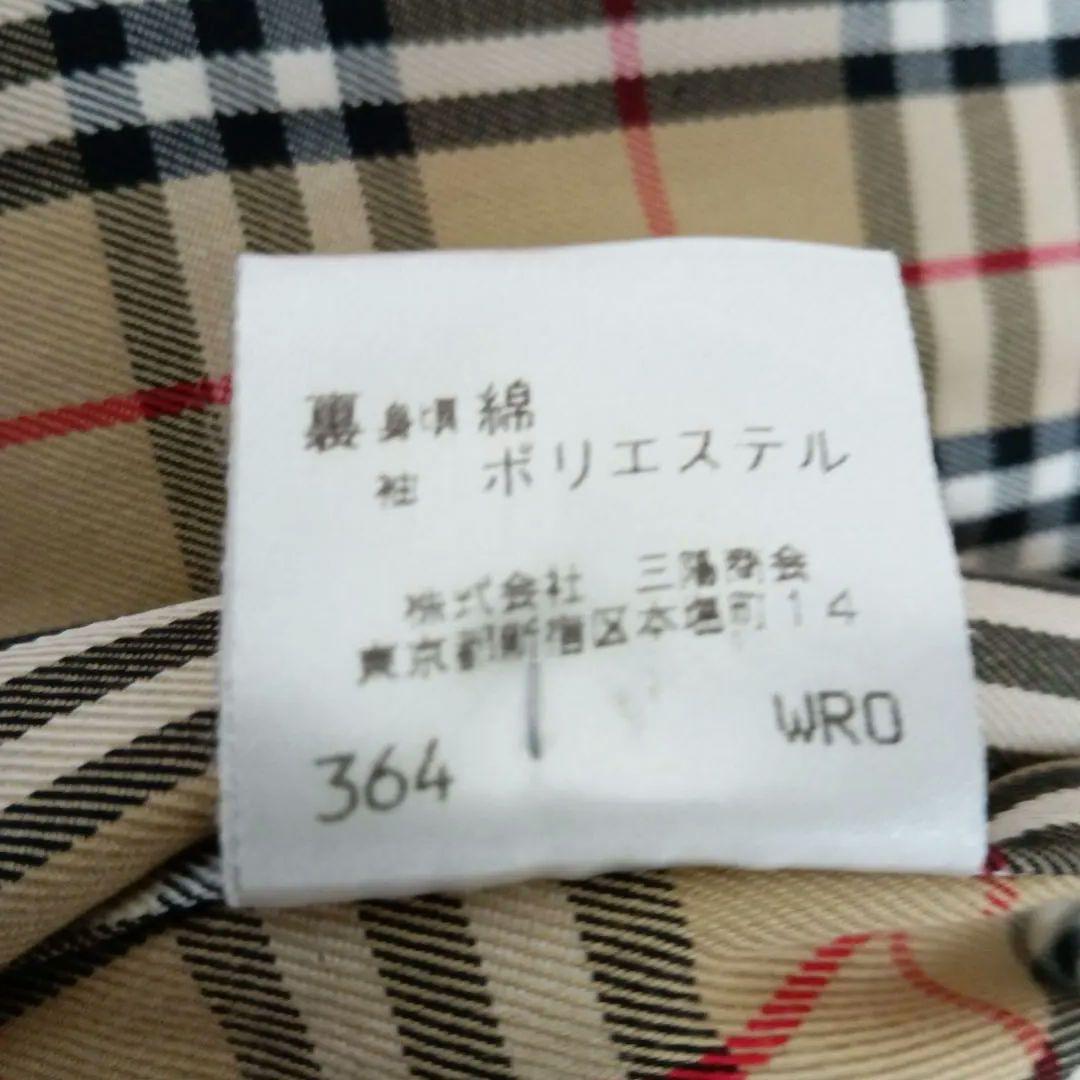 裏 身頃 綿
袖 ポリエステル
株式会社 三陽商会
東京都新宿区本塩町14
364 WRO